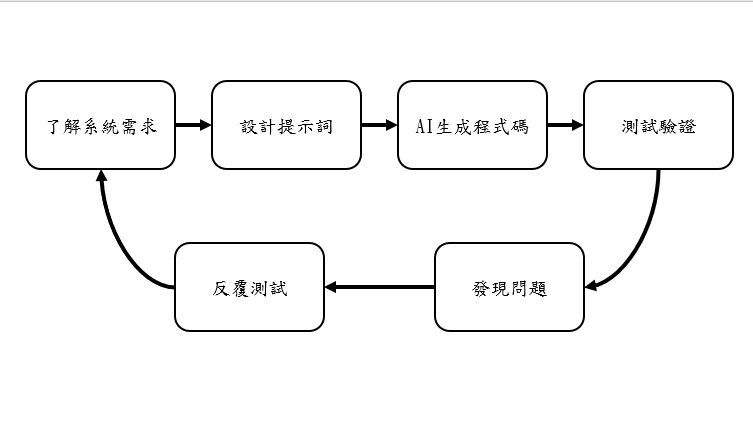 了解系統需求
設計提示詞
AI生成程式碼
測試驗證
發現問題
反覆測試